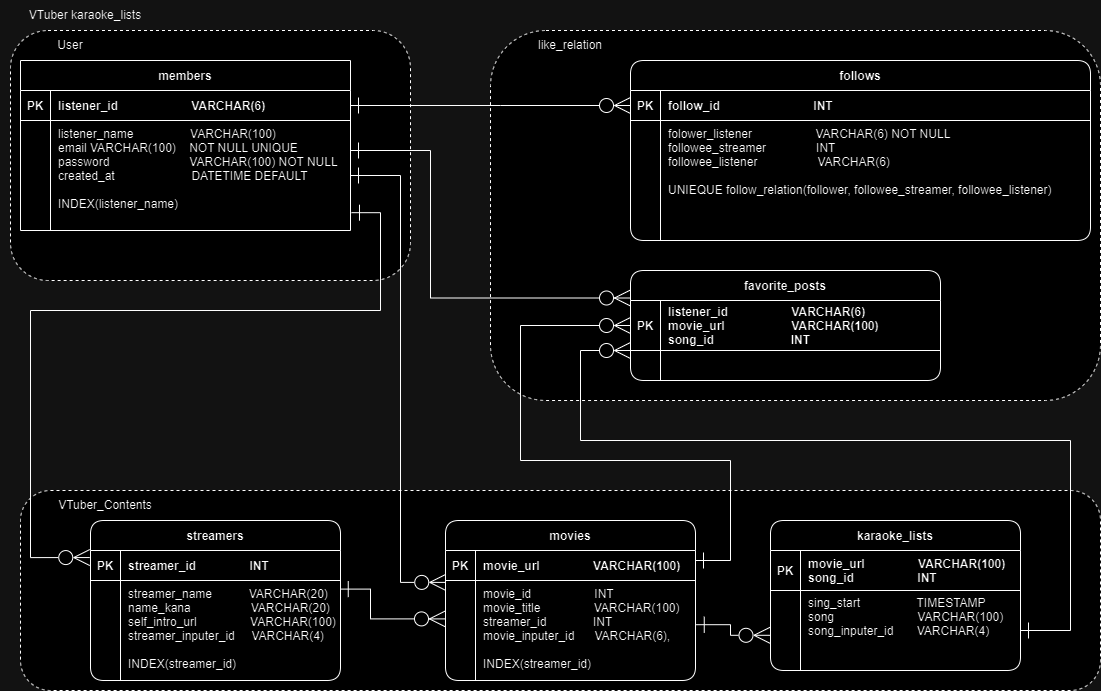 VTuber karaoke_lists
User
members
PK listener_id VARCHAR(6)
listener_name VARCHAR(100)
email VARCHAR(100) NOT NULL UNIQUE
password VARCHAR(100) NOT NULL
created_at DATETIME DEFAULT
INDEX(listener_name)
like_relation
follows
PK follow_id INT
folower_listener VARCHAR(6) NOT NULL
followee_streamer INT
followee_listener VARCHAR(6)
UNIEQUE follow_relation(follower, followee_streamer, followee_listener)
favorite_posts
listener_id VARCHAR(6)
PK movie_url VARCHAR(100)
song_id INT
VTuber_Contents
streamers
PK streamer_id INT
streamer_name VARCHAR(20)
name_kana VARCHAR(20)
self_intro_url VARCHAR(100)
streamer_inputer_id VARCHAR(4)
INDEX(streamer_id)
movies
PK movie_url VARCHAR(100)
movie_id INT
movie_title VARCHAR(100)
streamer_id INT
movie_inputer_id VARCHAR(6),
INDEX(streamer_id)
karaoke_lists
PK movie_url VARCHAR(100)
song_id INT
sing_start TIMESTAMP
song VARCHAR(100)
song_inputer_id VARCHAR(4)